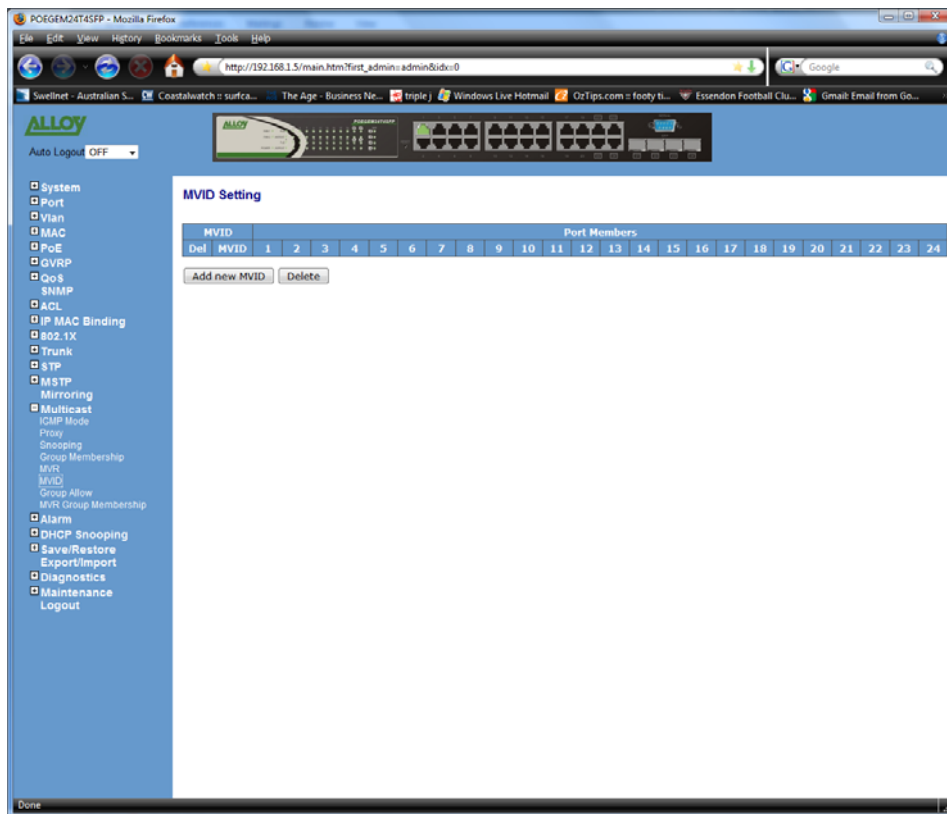 POEGEM24T4SFP - Mozilla Firefox
File Edit View History Bookmarks Tools Help
http://192.168.1.5/main.htm?first_admin=admin&idx=0
Google
Swellnet - Australian S... Coastalwatch :: surfca... The Age - Business Ne... triple j Windows Live Hotmail OzTips.com :: footy ti... Essendon Football Clu... Gmail: Email from Go...
ALLOY
Auto Logout OFF
ALLOY
POEGEM24T4SFP
System
Port
Vlan
MAC
PoE
GVRP
QoS
SNMP
ACL
IP MAC Binding
802.1X
Trunk
STP
MSTP
Mirroring
Multicast
IGMP Mode
Proxy
Snooping
Group Membership
MVR
MVID
Group Allow
MVR Group Membership
Alarm
DHCP Snooping
Save/Restore
Export/Import
Diagnostics
Maintenance
Logout
MVID Setting
MVID Port Members
Del MVID 1 2 3 4 5 6 7 8 9 10 11 12 13 14 15 16 17 18 19 20 21 22 23 24
Add new MVID Delete
Done